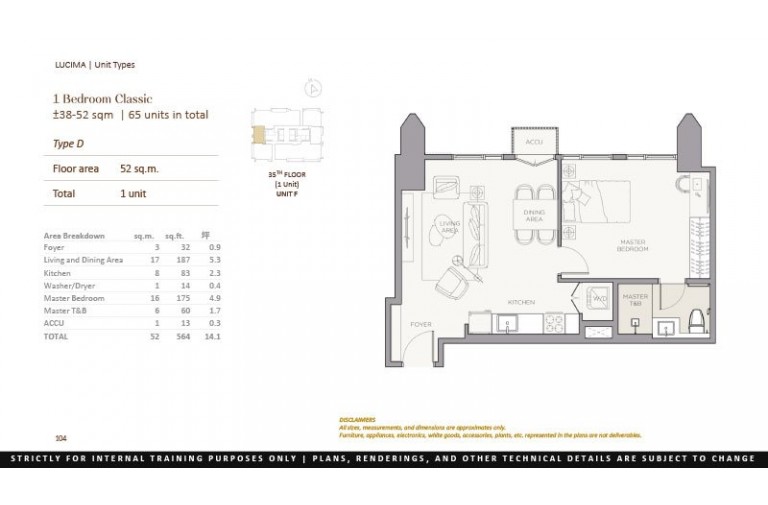 LUCIMA | Unit Types
1 Bedroom Classic
±38-52 sqm | 65 units in total
Type D
Floor area 52 sq.m.
Total 1 unit
35TH FLOOR
(1 Unit)
UNIT F
Area Breakdown sq.m. sq.ft. 坪
Foyer 3 32 0.9
Living and Dining Area 17 187 5.3
Kitchen 8 83 2.3
Washer/Dryer 1 14 0.4
Master Bedroom 16 175 4.9
Master T&B 6 60 1.7
ACCU 1 13 0.3
TOTAL 52 564 14.1
ACCU
LIVING
AREA
DINING
AREA
MASTER
BEDROOM
KITCHEN
W/D
MASTER
T&B
FOYER
DISCLAIMERS
All sizes, measurements, and dimensions are approximates only.
Furniture, appliances, electronics, white goods, accessories, plants, etc. represented in the plans are not deliverables.
104
STRICTLY FOR INTERNAL TRAINING PURPOSES ONLY | PLANS, RENDERINGS, AND OTHER TECHNICAL DETAILS ARE SUBJECT TO CHANGE